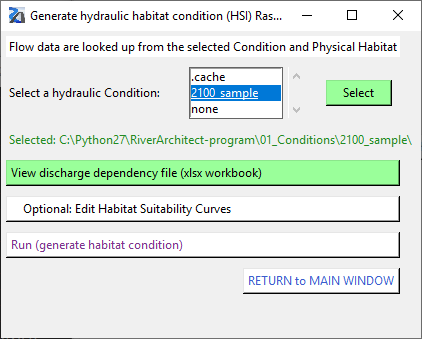 Generate hydraulic habitat condition (HSI) Ras...
Flow data are looked up from the selected Condition and Physical Habitat
Select a hydraulic Condition:
.cache
2100_sample
none
Select
Selected: C:\Python27\RiverArchitect-program\01_Conditions\2100_sample\
View discharge dependency file (xlsx workbook)
Optional: Edit Habitat Suitability Curves
Run (generate habitat condition)
RETURN to MAIN WINDOW